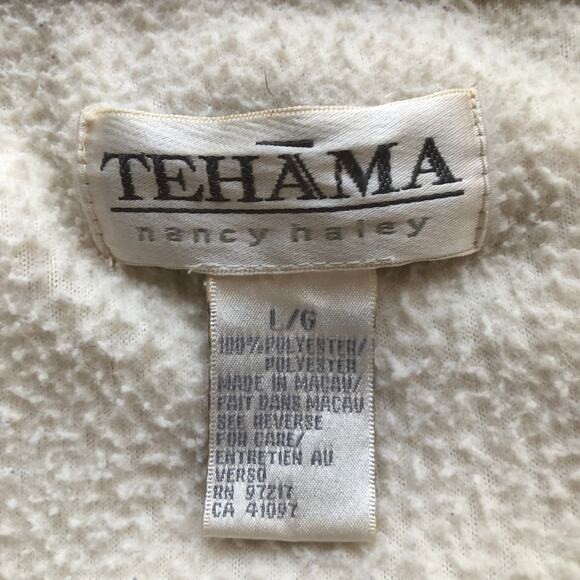 TEHĀMA
nancy haley
L/G
100% POLYESTER/
POLYESTER
MADE IN MACAU/
FAIT DANS MACAU
SEE REVERSE
FOR CARE/
ENTRETIEN AU
VERSO
RN 97217
CA 41097